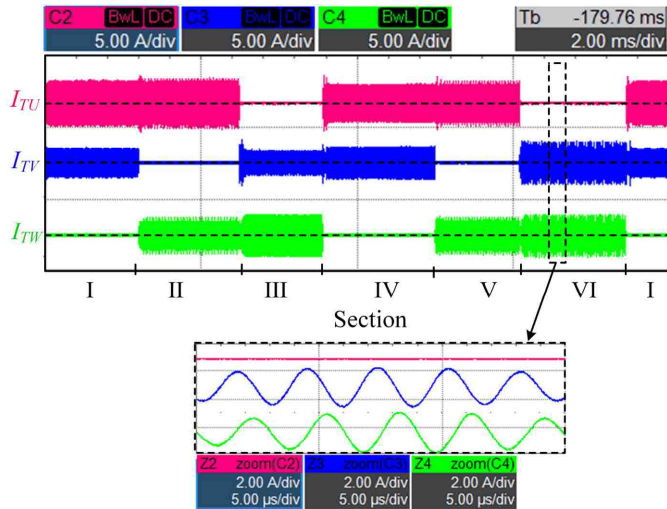 C2 BwL DC C3 BwL DC C4 BwL DC Tb -179.76 ms
5.00 A/div 5.00 A/div 5.00 A/div 2.00 ms/div
I_TU
I_TV
I_TW
I II III IV V VI I
Section
Z2 zoom(C2) Z3 zoom(C3) Z4 zoom(C4)
2.00 A/div 2.00 A/div 2.00 A/div
5.00 µs/div 5.00 µs/div 5.00 µs/div